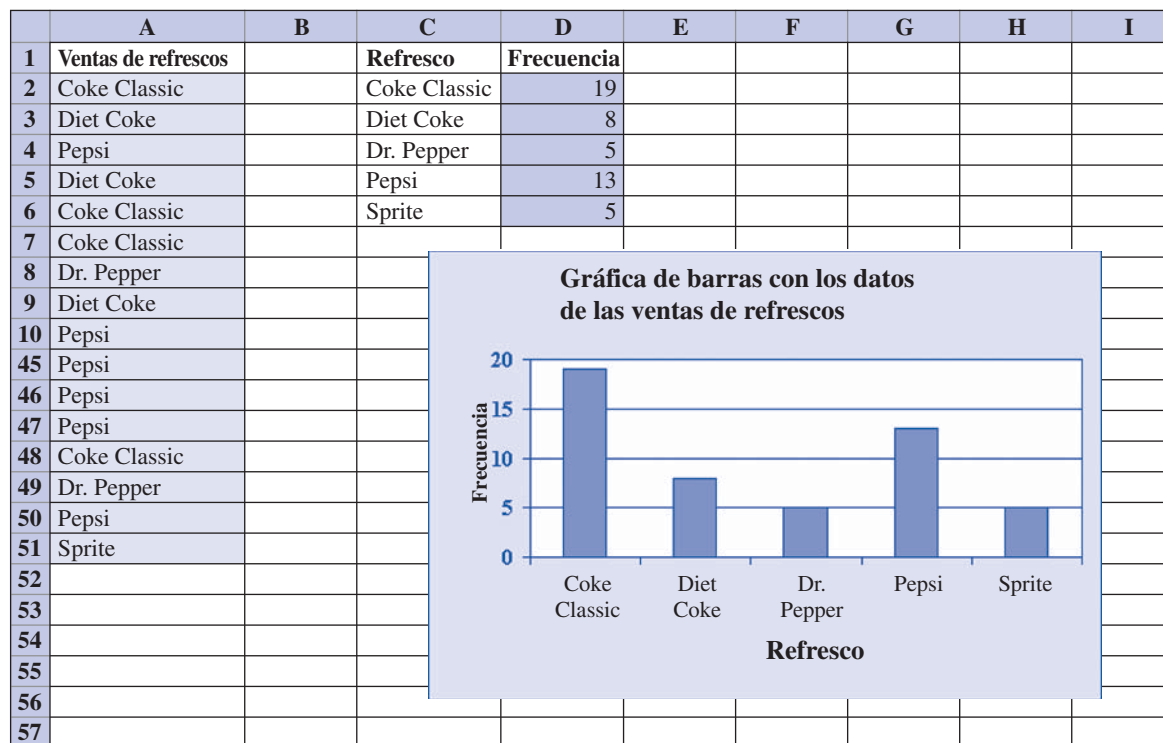 A B C D E F G H I
1 Ventas de refrescos Refresco Frecuencia
2 Coke Classic Coke Classic 19
3 Diet Coke Diet Coke 8
4 Pepsi Dr. Pepper 5
5 Diet Coke Pepsi 13
6 Coke Classic Sprite 5
7 Coke Classic
8 Dr. Pepper
9 Diet Coke
10 Pepsi
45 Pepsi
46 Pepsi
47 Pepsi
48 Coke Classic
49 Dr. Pepper
50 Pepsi
51 Sprite
52
53
54
55
56
57
Gráfica de barras con los datos
de las ventas de refrescos
Frecuencia
20
15
10
5
0
Coke Diet Dr. Pepsi Sprite
Classic Coke Pepper
Refresco